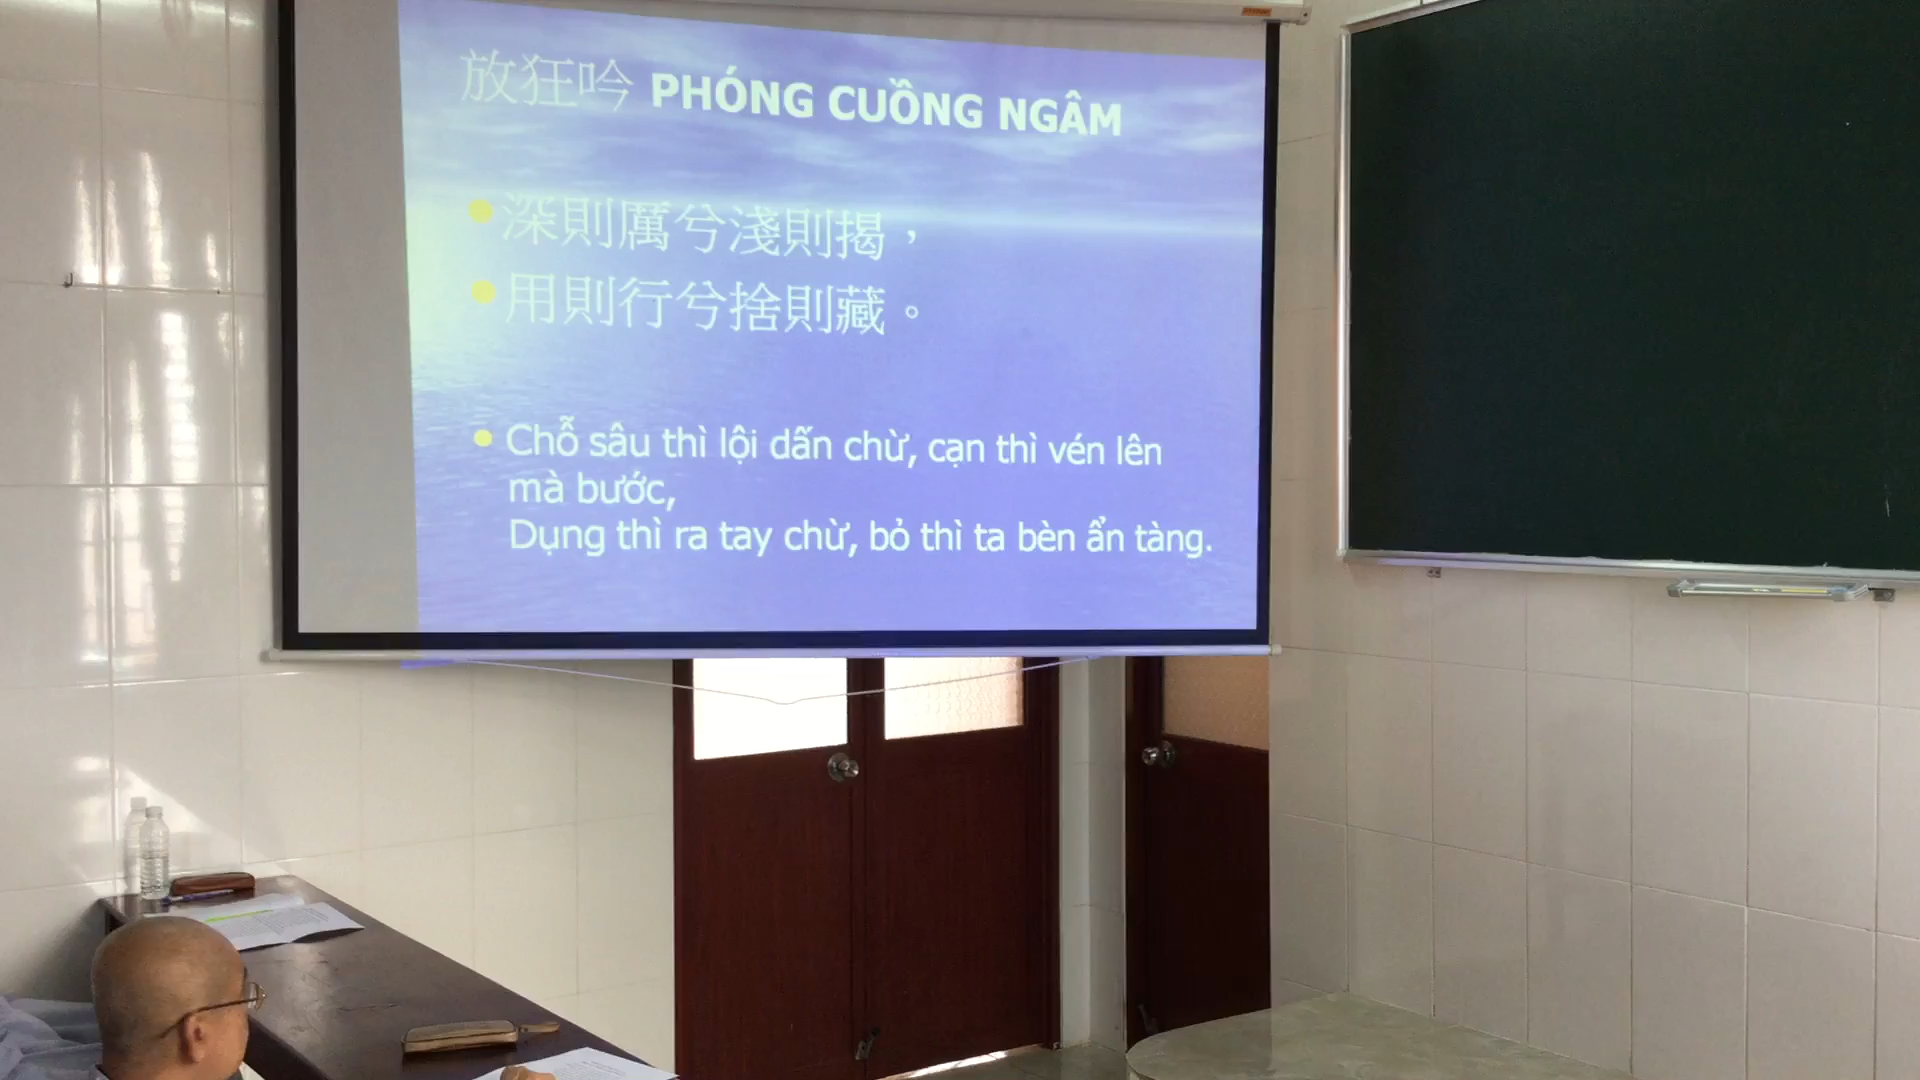 放狂吟 PHÓNG CUỒNG NGÂM
深則厲兮淺則揭，
用則行兮捨則藏。
Chỗ sâu thì lội dấn chừ, cạn thì vén lên
mà bước,
Dụng thì ra tay chừ, bỏ thì ta bèn ẩn tàng.